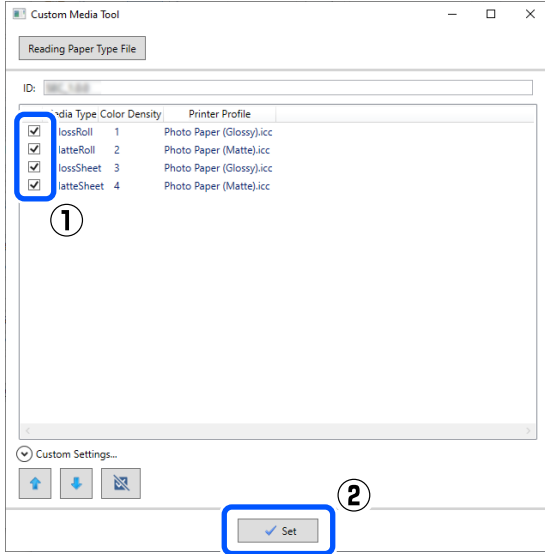 Custom Media Tool
Reading Paper Type File
ID:
Type Color Density Printer Profile
lossRoll 1 Photo Paper (Glossy).icc
latteRoll 2 Photo Paper (Matte).icc
lossSheet 3 Photo Paper (Glossy).icc
latteSheet 4 Photo Paper (Matte).icc
①
Custom Settings...
②
Set